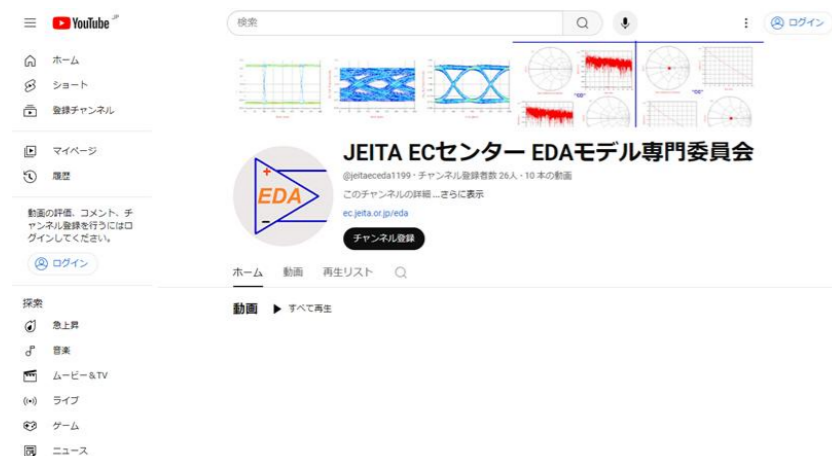 YouTube JP
検索
ログイン
ホーム
ショート
登録チャンネル
マイページ
履歴
動画の評価、コメント、チ
ャンネル登録を行うにはロ
グインしてください。
ログイン
探索
急上昇
音楽
ムービー&TV
ライブ
ゲーム
ニュース
EDA
JEITA ECセンター EDAモデル専門委員会
@jeitaeceda1199・チャンネル登録者数 26人・10 本の動画
このチャンネルの詳細...さらに表示
ec.jeita.or.jp/eda
チャンネル登録
ホーム 動画 再生リスト
動画 ▶ すべて再生